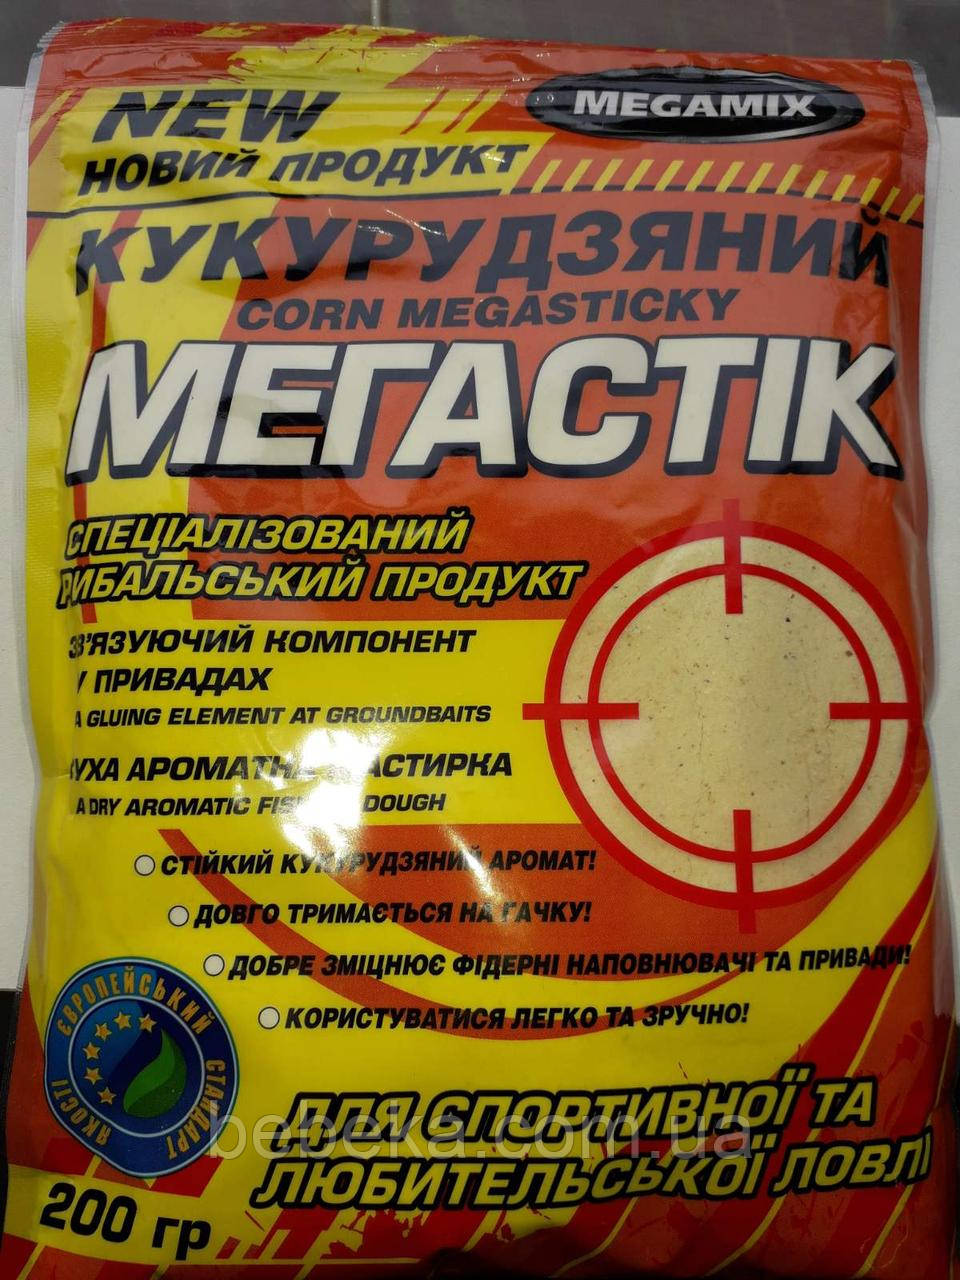 MEGAMIX
NEW
НОВИЙ ПРОДУКТ
КУКУРУДЗЯНИЙ
CORN MEGASTICKY
МЕГАСТІК
СПЕЦІАЛІЗОВАНИЙ
РИБАЛЬСЬКИЙ ПРОДУКТ
ЗВ'ЯЗУЮЧИЙ КОМПОНЕНТ
У ПРИВАДАХ
A GLUING ELEMENT AT GROUNDBAITS
СУХА АРОМАТНА МАСТИРКА
A DRY AROMATIC DOUGH
СТІЙКИЙ КУКУРУДЗЯНИЙ АРОМАТ!
ДОВГО ТРИМАЄТЬСЯ НА ГАЧКУ!
ДОБРЕ ЗМІЦНЮЄ ФІДЕРНІ НАПОВНЮВАЧІ ТА ПРИВАДИ!
КОРИСТУВАТИСЯ ЛЕГКО ТА ЗРУЧНО!
ЄВРОПЕЙСЬКИЙ СТАНДАРТ ЯКОСТІ
ДЛЯ СПОРТИВНОЇ ТА
ЛЮБИТЕЛЬСЬКОЇ ЛОВЛІ
bebeka.com.ua
200 гр